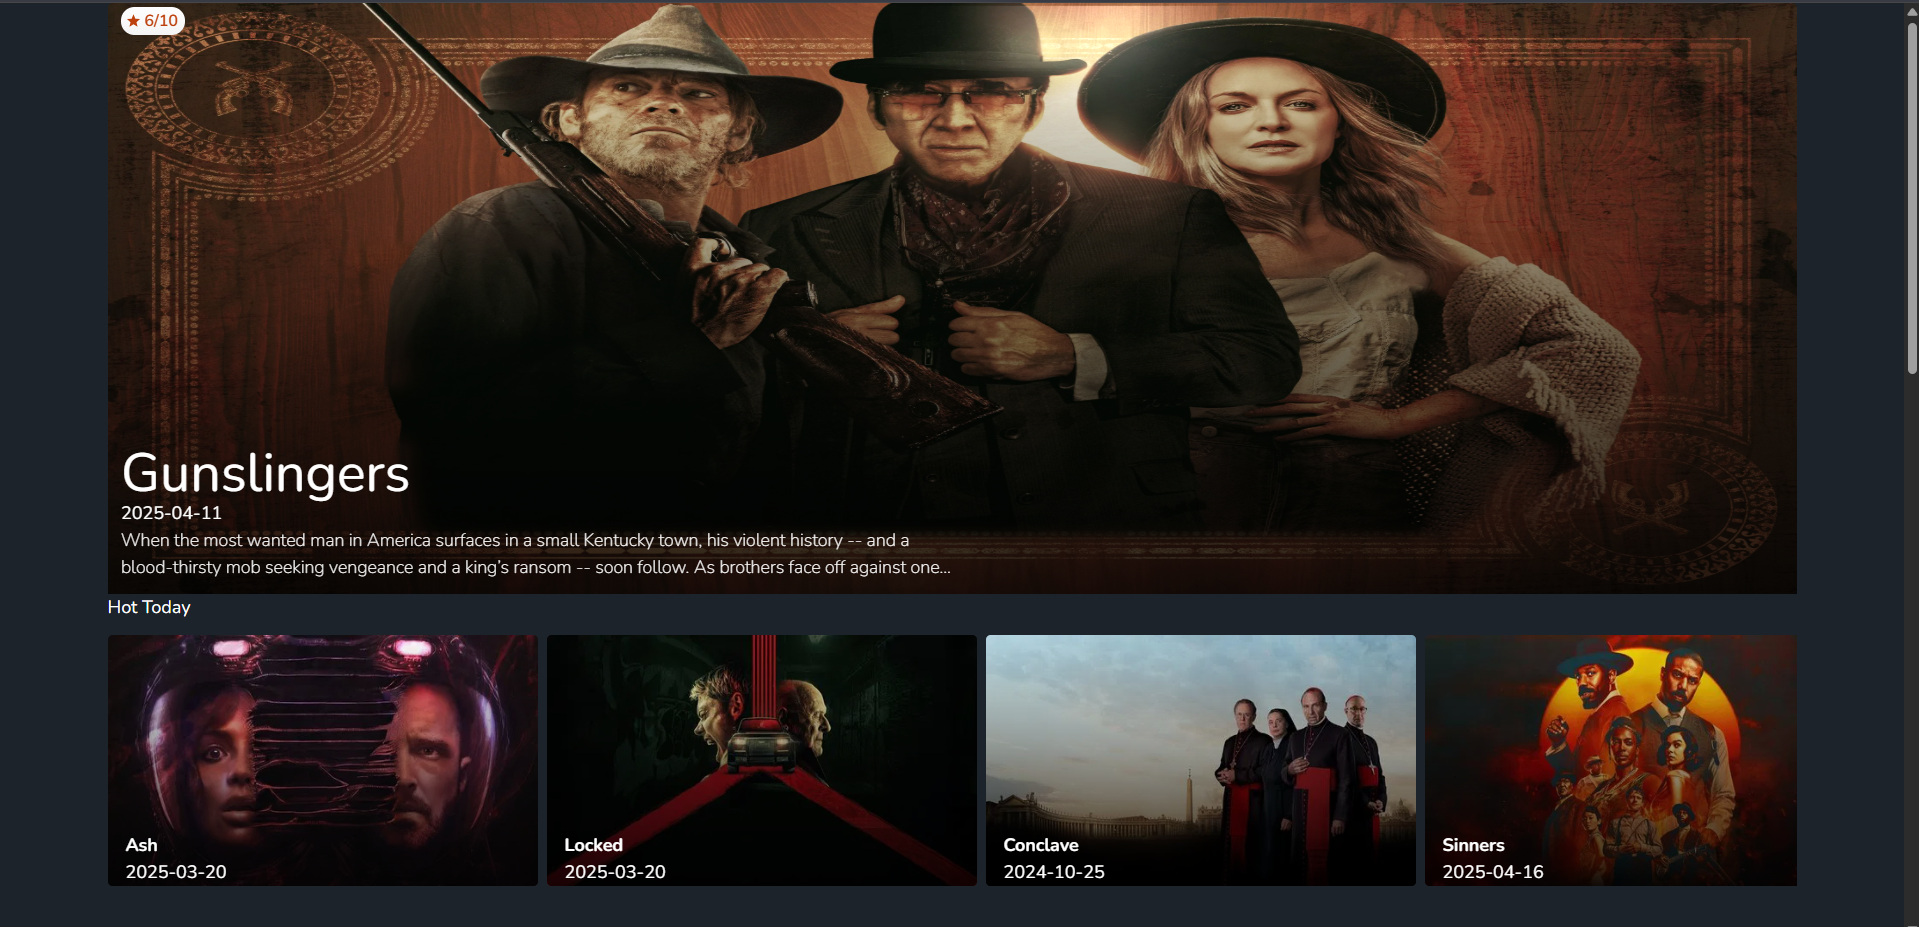 ★ 6/10
Gunslingers
2025-04-11
When the most wanted man in America surfaces in a small Kentucky town, his violent history -- and a
blood-thirsty mob seeking vengeance and a king's ransom -- soon follow. As brothers face off against one...
Hot Today
Ash
2025-03-20
Locked
2025-03-20
Conclave
2024-10-25
Sinners
2025-04-16